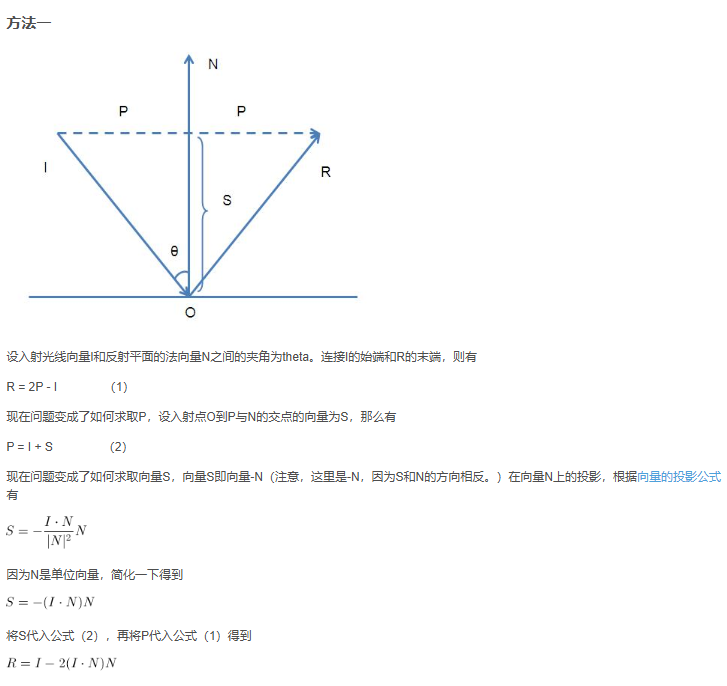 方法一
N
P P
I
R
S
θ
O
设入射光线向量I和反射平面的法向量N之间的夹角为theta。连接I的始端和R的末端，则有
R = 2P - I （1）
现在问题变成了如何求取P，设入射点O到P与N的交点的向量为S，那么有
P = I + S （2）
现在问题变成了如何求取向量S，向量S即向量-N（注意，这里是-N，因为S和N的方向相反。）在向量N上的投影，根据向量的投影公式
有
S = -\frac{I \cdot N}{|N|^2} N
因为N是单位向量，简化一下得到
S = -(I · N)N
将S代入公式（2），再将P代入公式（1）得到
R = I - 2(I · N)N